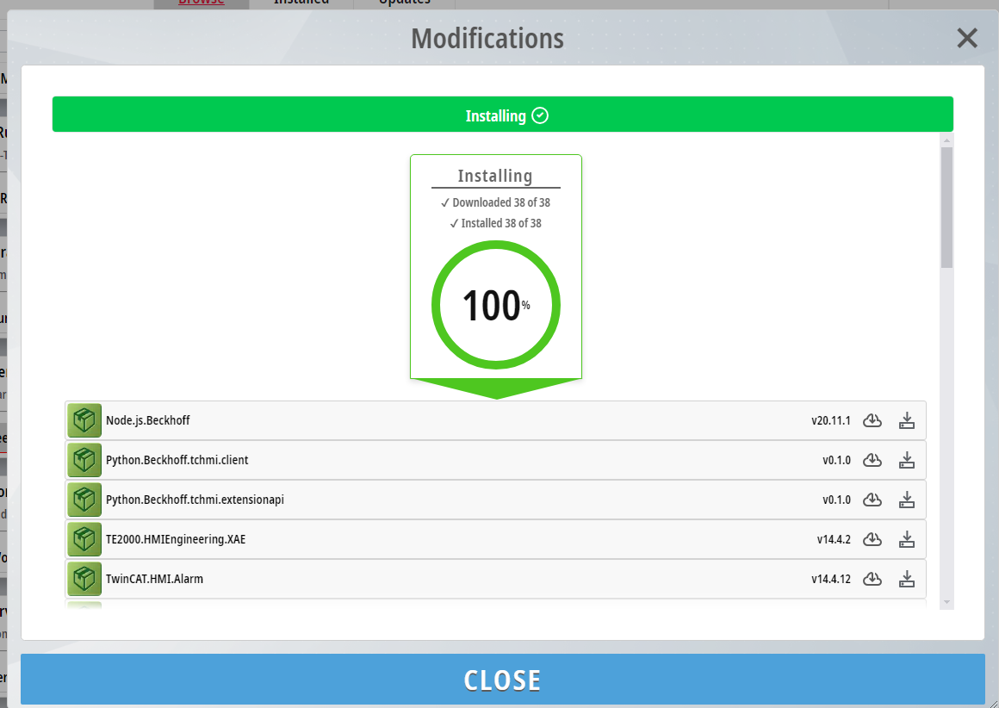 Browse Installed Updates
Modifications
Installing
Installing
✓ Downloaded 38 of 38
✓ Installed 38 of 38
100%
Node.js.Beckhoff v20.11.1
Python.Beckhoff.tchmi.client v0.1.0
Python.Beckhoff.tchmi.extensionapi v0.1.0
TE2000.HMIEngineering.XAE v14.4.2
TwinCAT.HMI.Alarm v14.4.12
CLOSE